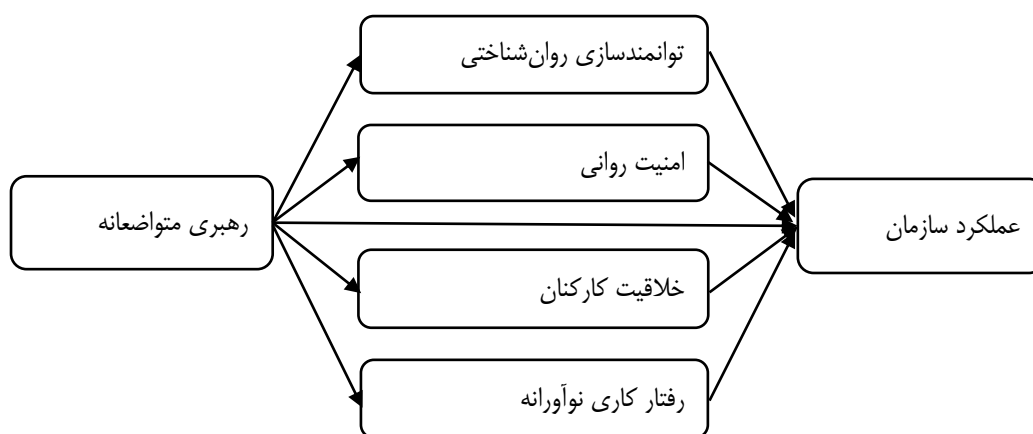 توانمندسازی روان‌شناختی
امنیت روانی
رهبری متواضعانه
عملکرد سازمان
خلاقیت کارکنان
رفتار کاری نوآورانه